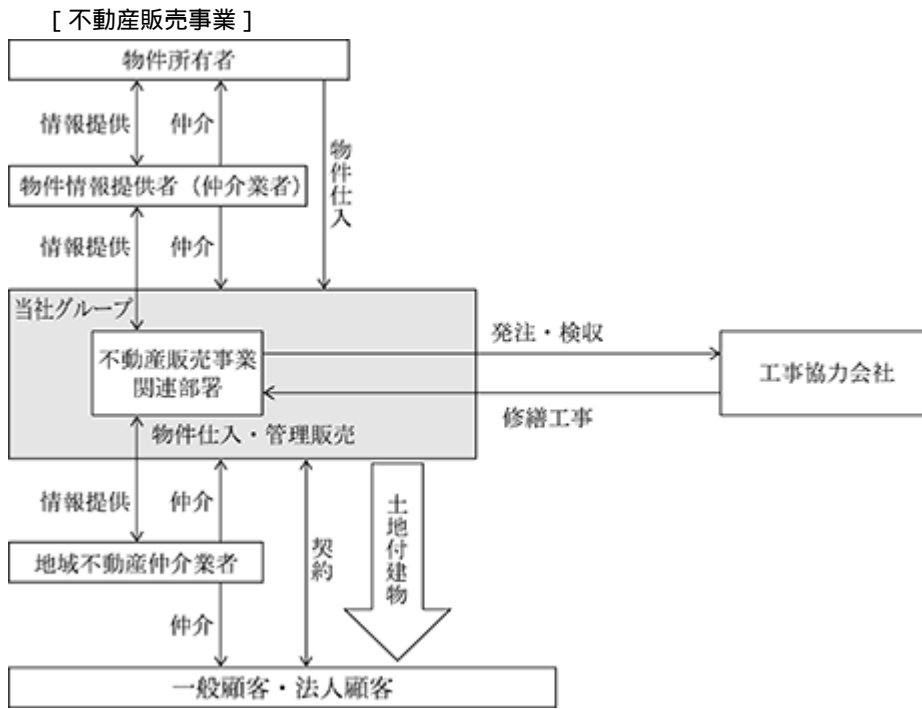 [ 不動産販売事業 ]
物件所有者
情報提供
仲介
物件仕入
物件情報提供者（仲介業者）
情報提供
仲介
当社グループ
不動産販売事業
関連部署
発注・検収
工事協力会社
修繕工事
物件仕入・管理販売
情報提供
仲介
契約
土地付建物
地域不動産仲介業者
仲介
一般顧客・法人顧客